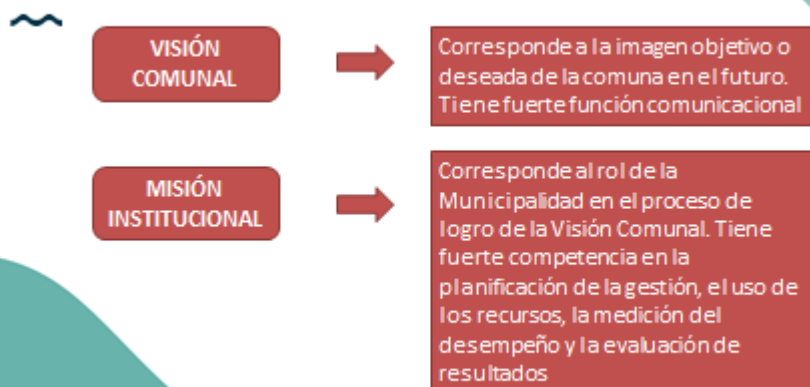 VISIÓN
COMUNAL
Corresponde a la imagen objetivo o
deseada de la comuna en el futuro.
Tiene fuerte función comunicacional
MISIÓN
INSTITUCIONAL
Corresponde al rol de la
Municipalidad en el proceso de
logro de la Visión Comunal. Tiene
fuerte competencia en la
planificación de la gestión, el uso de
los recursos, la medición del
desempeño y la evaluación de
resultados